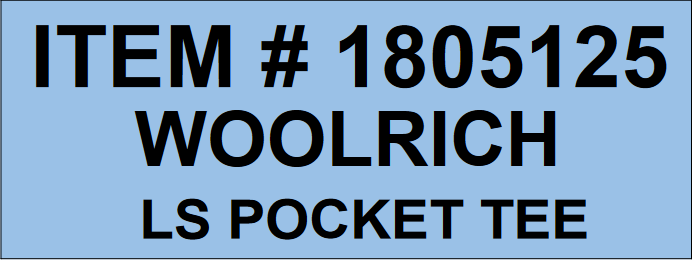 ITEM # 1805125
WOOLRICH
LS POCKET TEE